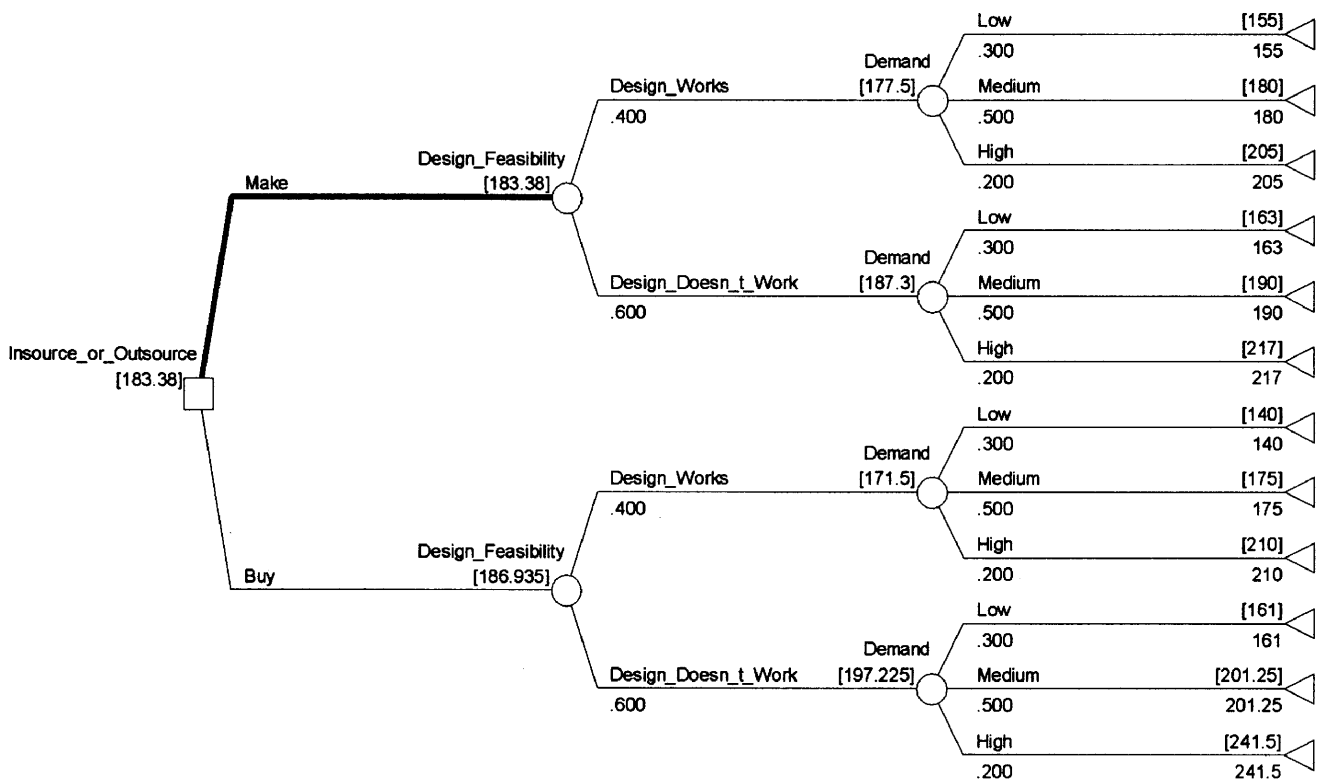 Low [155]
.300 155
Demand
Design_Works [177.5] Medium [180]
.400 .500 180
High [205]
Design_Feasibility
.200 205
Make [183.38]
Low [163]
.300 163
Demand
Design_Doesn_t_Work [187.3] Medium [190]
.600 .500 190
High [217]
Insource_or_Outsource
.200 217
[183.38]
Low [140]
.300 140
Demand
Design_Works [171.5] Medium [175]
.400 .500 175
High [210]
Design_Feasibility
.200 210
Buy [186.935]
Low [161]
.300 161
Demand
Design_Doesn_t_Work [197.225] Medium [201.25]
.600 .500 201.25
High [241.5]
.200 241.5